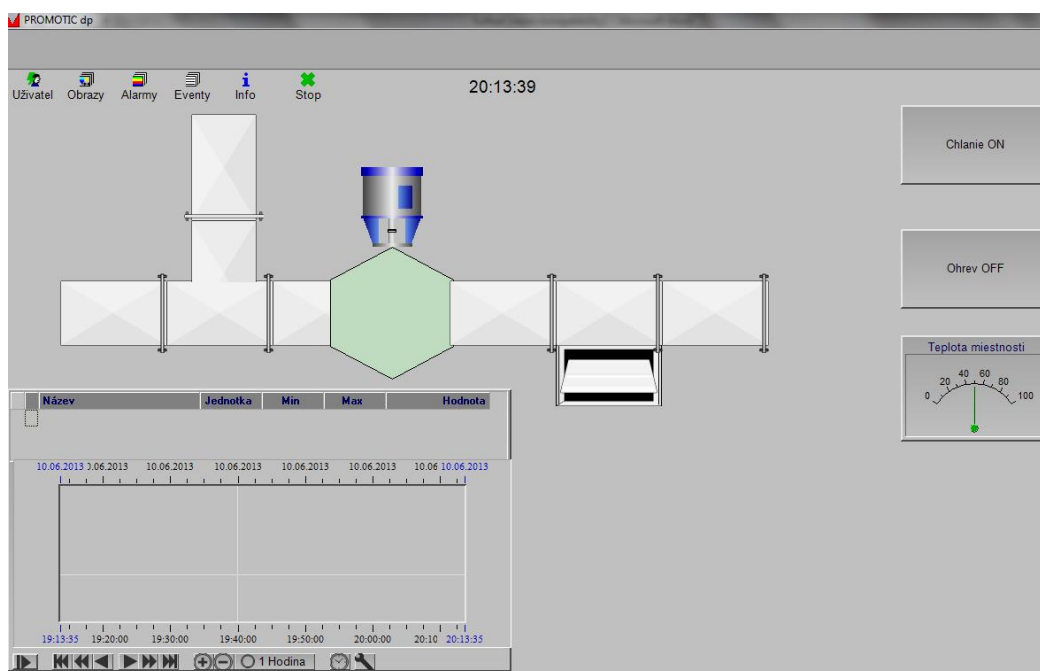 PROMOTIC dp
Uživatel Obrazy Alarmy Eventy Info Stop
20:13:39
Chlanie ON
Ohrev OFF
Teplota miestnosti
0 20 40 60 80 100
Název Jednotka Min Max Hodnota
10.06.2013 10.06.2013 10.06.2013 10.06.2013 10.06.2013 10.06 10.06.2013
19:13:35 19:20:00 19:30:00 19:40:00 19:50:00 20:00:00 20:10 20:13:35
1 Hodina